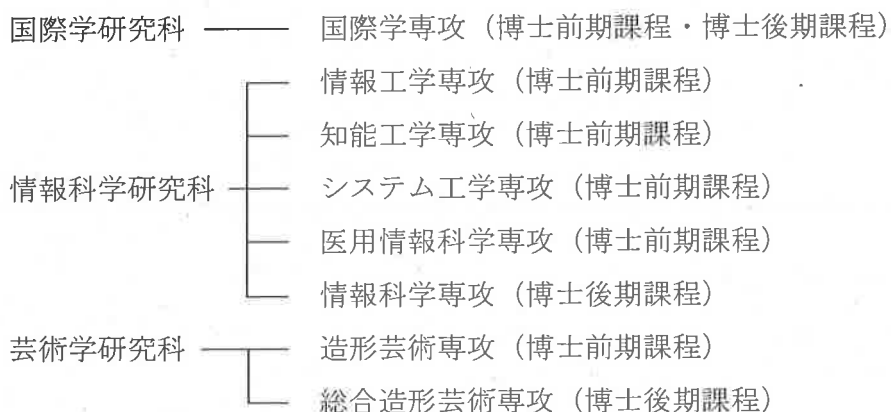 国際学研究科 国際学専攻（博士前期課程・博士後期課程）
情報工学専攻（博士前期課程）
知能工学専攻（博士前期課程）
情報科学研究科 システム工学専攻（博士前期課程）
医用情報科学専攻（博士前期課程）
情報科学専攻（博士後期課程）
芸術学研究科 造形芸術専攻（博士前期課程）
総合造形芸術専攻（博士後期課程）